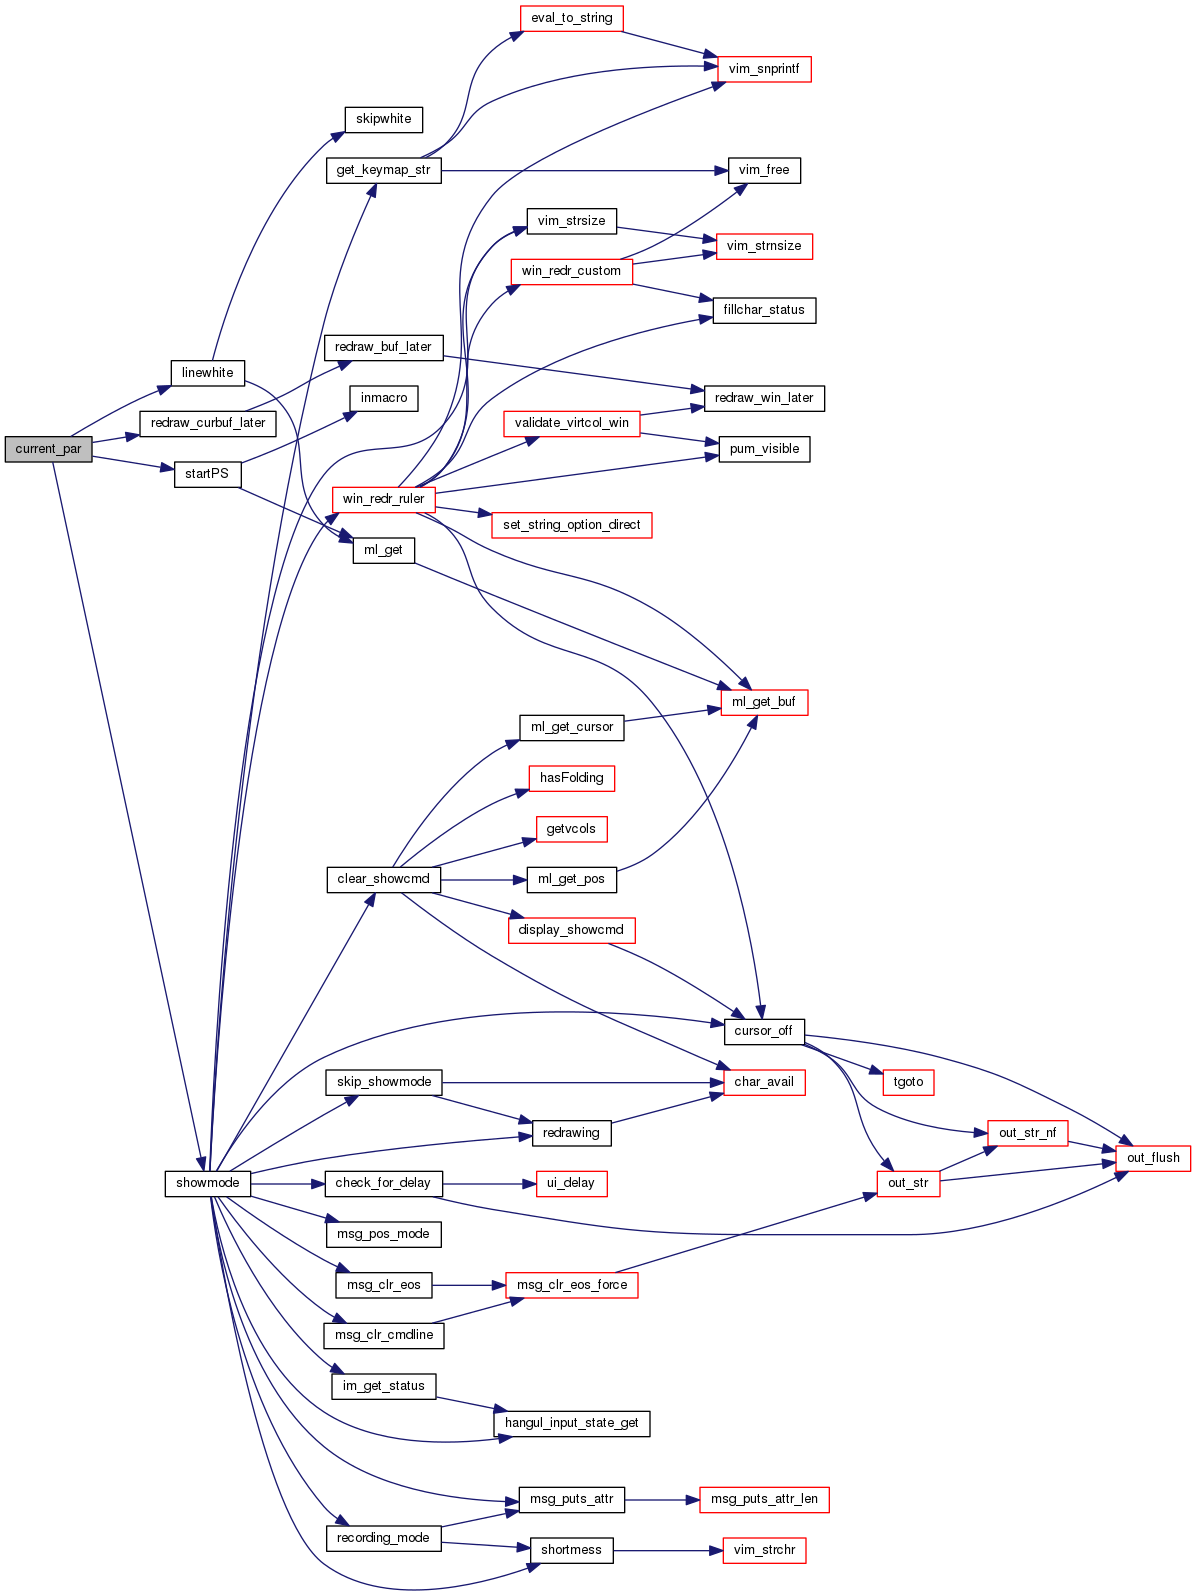 eval_to_string
vim_snprintf
skipwhite
get_keymap_str
vim_free
vim_strsize
vim_strnsize
win_redr_custom
fillchar_status
redraw_buf_later
linewhite
inmacro
redraw_win_later
redraw_curbuf_later
validate_virtcol_win
current_par
pum_visible
startPS
win_redr_ruler
set_string_option_direct
ml_get
ml_get_buf
ml_get_cursor
hasFolding
getvcols
clear_showcmd
ml_get_pos
display_showcmd
cursor_off
skip_showmode
char_avail
tgoto
redrawing
out_str_nf
out_flush
showmode
check_for_delay
ui_delay
out_str
msg_pos_mode
msg_clr_eos
msg_clr_eos_force
msg_clr_cmdline
im_get_status
hangul_input_state_get
msg_puts_attr
msg_puts_attr_len
recording_mode
shortmess
vim_strchr